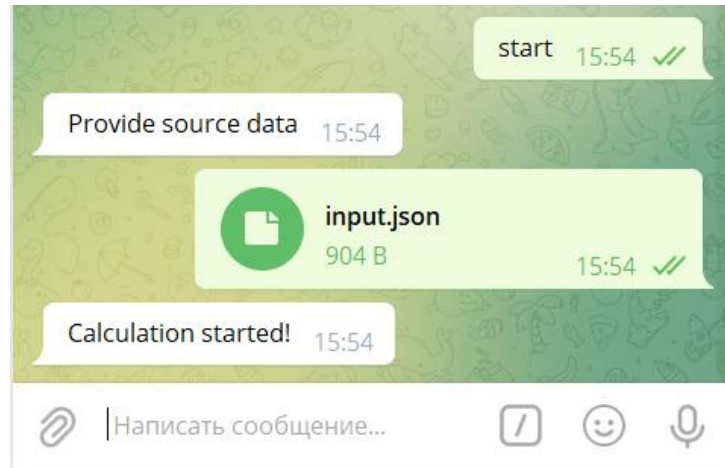 start 15:54
Provide source data 15:54
input.json
904 B 15:54
Calculation started! 15:54
Написать сообщение...